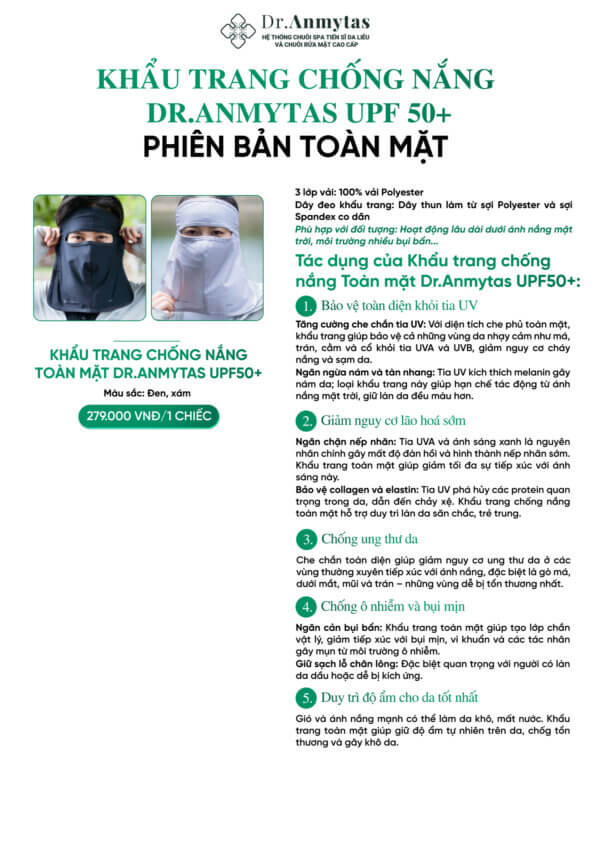 Dr.Anmytas
HỆ THỐNG CHUỖI SPA TIẾN SĨ DA LIỄU
VÀ CHUỖI RỬA MẶT CAO CẤP
KHẨU TRANG CHỐNG NẮNG
DR.ANMYTAS UPF 50+
PHIÊN BẢN TOÀN MẶT
KHẨU TRANG CHỐNG NẮNG
TOÀN MẶT DR.ANMYTAS UPF50+
Màu sắc: Đen, xám
279.000 VNĐ/1 CHIẾC
3 lớp vải: 100% vải Polyester
Dây đeo khẩu trang: Dây thun làm từ sợi Polyester và sợi
Spandex co dãn
Phù hợp với đối tượng: Hoạt động lâu dài dưới ánh nắng mặt
trời, môi trường nhiều bụi bẩn...
Tác dụng của Khẩu trang chống
nắng Toàn mặt Dr.Anmytas UPF50+:
1. Bảo vệ toàn diện khỏi tia UV
Tăng cường che chắn tia UV: Với diện tích che phủ toàn mặt,
khẩu trang giúp bảo vệ cả những vùng da nhạy cảm như má,
trán, cằm và cổ khỏi tia UVA và UVB, giảm nguy cơ cháy
nắng và sạm da.
Ngăn ngừa nám và tàn nhang: Tia UV kích thích melanin gây
nám da; loại khẩu trang này giúp hạn chế tác động từ ánh
nắng mặt trời, giữ làn da đều màu hơn.
2. Giảm nguy cơ lão hoá sớm
Ngăn chặn nếp nhăn: Tia UVA và ánh sáng xanh là nguyên
nhân chính gây mất độ đàn hồi và hình thành nếp nhăn sớm.
Khẩu trang toàn mặt giúp giảm tối đa sự tiếp xúc với ánh
sáng này.
Bảo vệ collagen và elastin: Tia UV phá hủy các protein quan
trọng trong da, dẫn đến chảy xệ. Khẩu trang chống nắng
toàn mặt hỗ trợ duy trì làn da săn chắc, trẻ trung.
3. Chống ung thư da
Che chắn toàn diện giúp giảm nguy cơ ung thư da ở các
vùng thường xuyên tiếp xúc với ánh nắng, đặc biệt là gò má,
dưới mắt, mũi và trán – những vùng dễ bị tổn thương nhất.
4. Chống ô nhiễm và bụi mịn
Ngăn cản bụi bẩn: Khẩu trang toàn mặt giúp tạo lớp chắn
vật lý, giảm tiếp xúc với bụi mịn, vi khuẩn và các tác nhân
gây mụn từ môi trường ô nhiễm.
Giữ sạch lỗ chân lông: Đặc biệt quan trọng với người có làn
da dầu hoặc dễ bị kích ứng.
5. Duy trì độ ẩm cho da tốt nhất
Gió và ánh nắng mạnh có thể làm da khô, mất nước. Khẩu
trang toàn mặt giúp giữ độ ẩm tự nhiên trên da, chống tổn
thương và gây khô da.